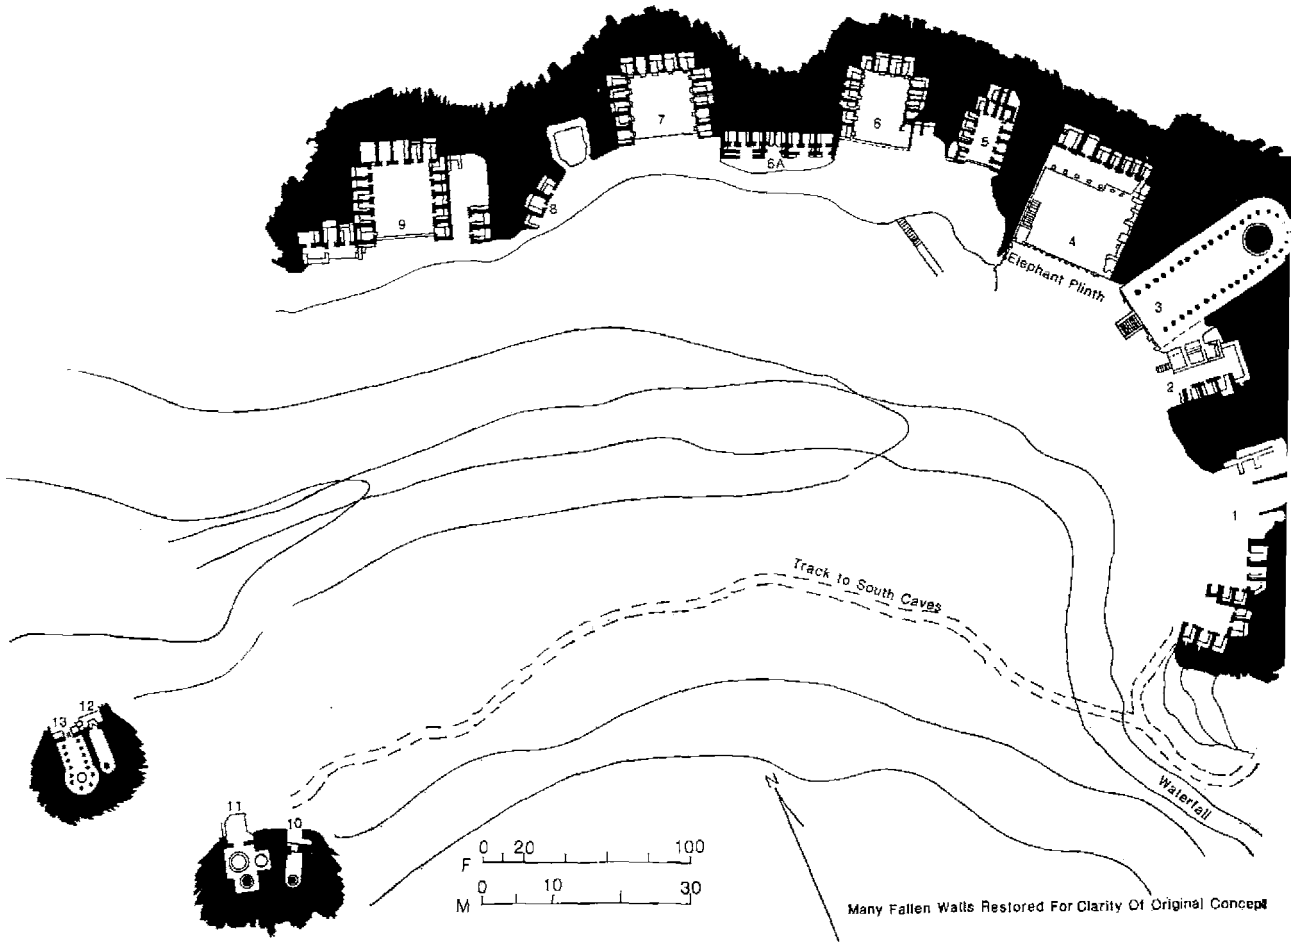 7
6
5
6A
9
8
4
Elephant Plinth
3
2
1
Track to South Caves
12
13
Waterfall
N
11
10
F 0 20 100
M 0 10 30
Many Fallen Walls Restored For Clarity Of Original Concept